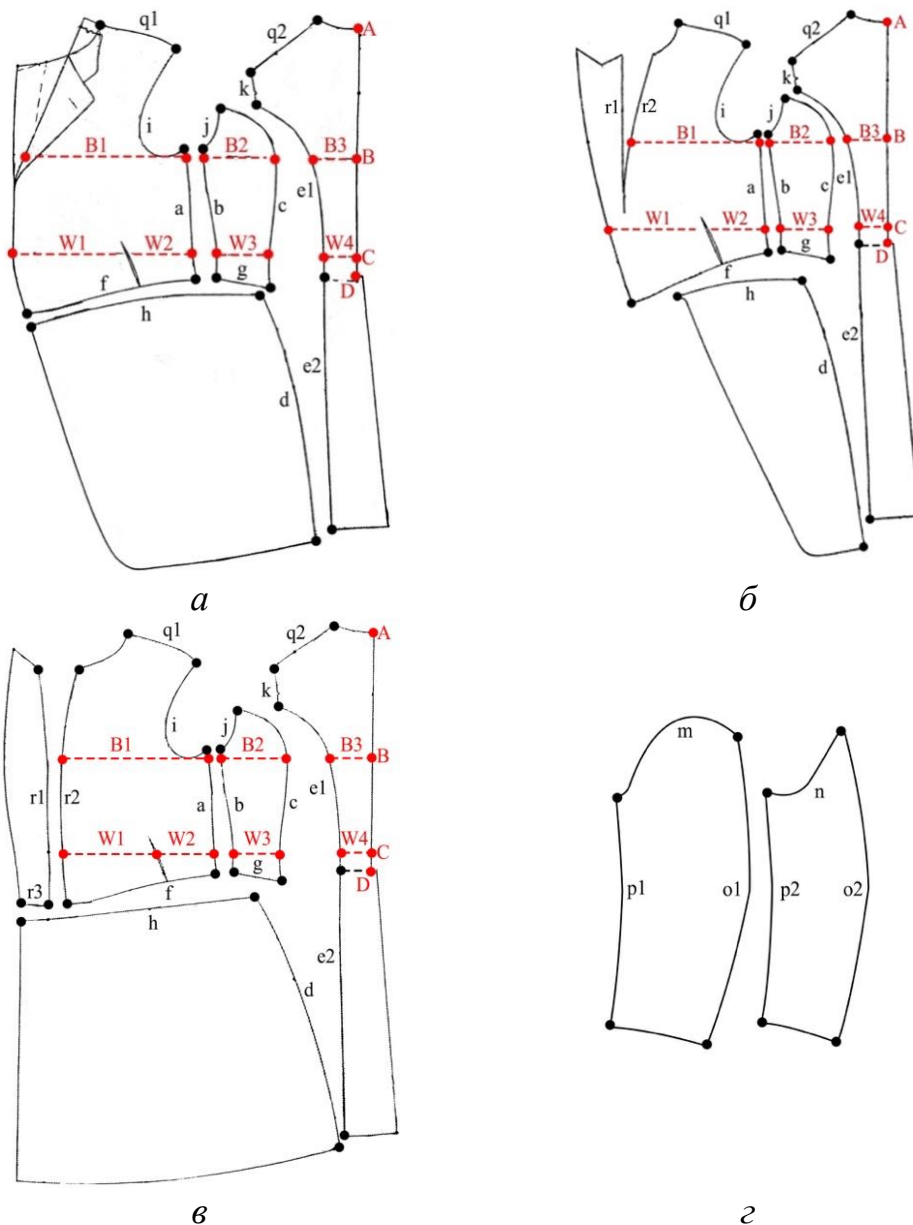 q1 q2 A
k
i j
B1 B2 B3 B
e1
a b c
W1 W2 W3 W4 C
f g D
h
e2
d
а
q1 q2 A
k
r1 r2 i j
B1 B2 B3 B
e1
a b c
W1 W2 W3 W4 C
f g D
h
e2
d
б
q1 q2 A
k
i j
B1 B2 B3 B
e1
r1 r2 a b c
W1 W2 W3 W4 C
r3 f g D
h
e2
d
в
m
n
p1 o1 p2 o2
г